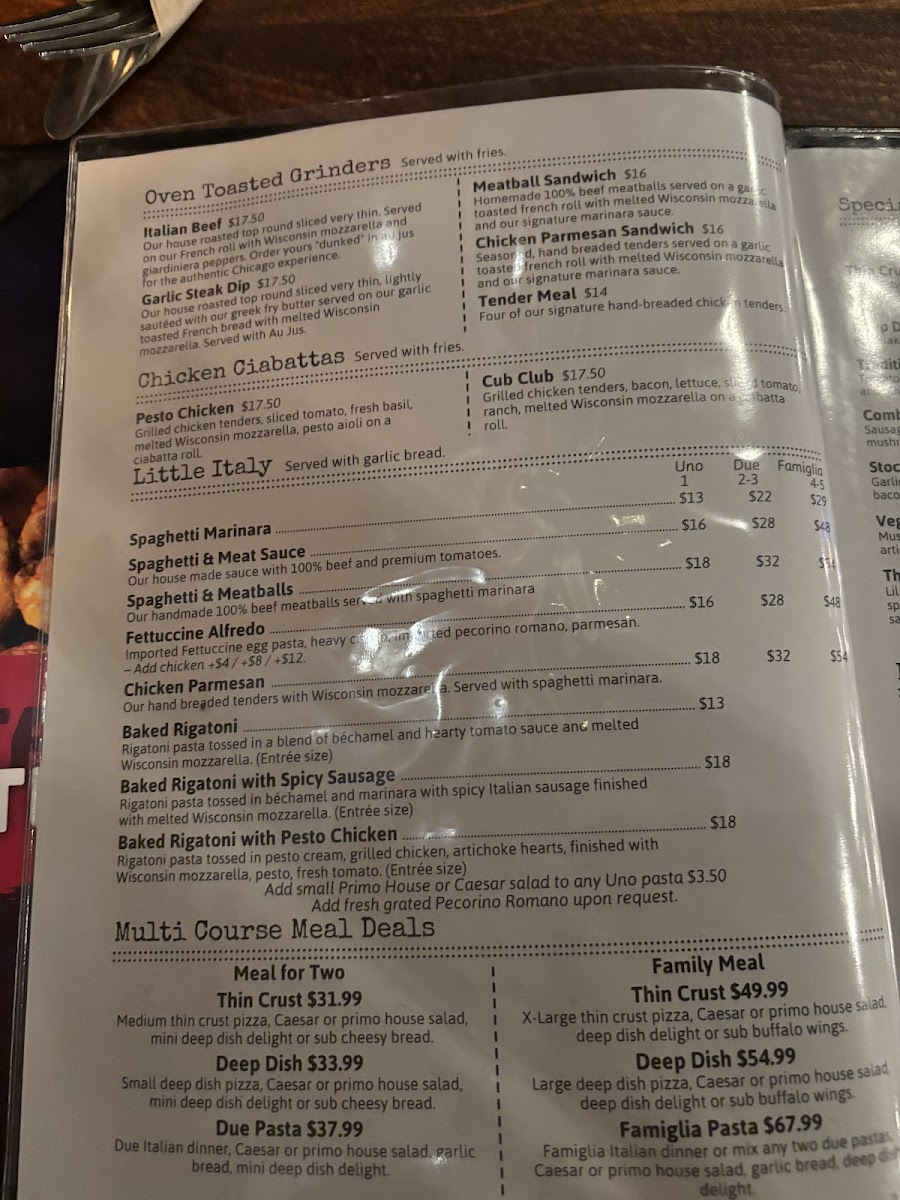 Oven Toasted Grinders Served with fries.
Italian Beef $17.50
Our house roasted top round sliced very thin. Served
on our French roll with Wisconsin mozzarella and
giardiniera peppers. Order yours "dunked" in au jus
for the authentic Chicago experience.
Garlic Steak Dip $17.50
Our house roasted top round sliced very thin, lightly
sautéed with our greek fry butter served on our garlic
toasted French bread with melted Wisconsin
mozzarella. Served with Au Jus.
Meatball Sandwich $16
Homemade 100% beef meatballs served on a garlic
toasted french roll with melted Wisconsin mozzarella
and our signature marinara sauce.
Chicken Parmesan Sandwich $16
Seasoned, hand breaded tenders served on a garlic
toasted french roll with melted Wisconsin mozzarella
and our signature marinara sauce.
Tender Meal $14
Four of our signature hand-breaded chicken tenders.
Chicken Ciabattas Served with fries.
Pesto Chicken $17.50
Grilled chicken tenders, sliced tomato, fresh basil,
melted Wisconsin mozzarella, pesto aioli on a
ciabatta roll.
Cub Club $17.50
Grilled chicken tenders, bacon, lettuce, sliced tomato,
ranch, melted Wisconsin mozzarella on a ciabatta
roll.
Little Italy Served with garlic bread.
Uno Due Famiglia
1 2-3 4-5
Spaghetti Marinara $13 $22 $29
Spaghetti & Meat Sauce $16 $28 $48
Our house made sauce with 100% beef and premium tomatoes.
Spaghetti & Meatballs $18 $32 $54
Our handmade 100% beef meatballs served with spaghetti marinara
Fettuccine Alfredo $16 $28 $48
Imported Fettuccine egg pasta, heavy cream, imported pecorino romano, parmesan.
– Add chicken +$4 / +$8 / +$12.
Chicken Parmesan $18 $32 $54
Our hand breaded tenders with Wisconsin mozzarella. Served with spaghetti marinara.
Baked Rigatoni $13
Rigatoni pasta tossed in a blend of béchamel and hearty tomato sauce and melted
Wisconsin mozzarella. (Entrée size)
Baked Rigatoni with Spicy Sausage $18
Rigatoni pasta tossed in béchamel and marinara with spicy Italian sausage finished
with melted Wisconsin mozzarella. (Entrée size)
Baked Rigatoni with Pesto Chicken $18
Rigatoni pasta tossed in pesto cream, grilled chicken, artichoke hearts, finished with
Wisconsin mozzarella, pesto, fresh tomato. (Entrée size)
Add small Primo House or Caesar salad to any Uno pasta $3.50
Add fresh grated Pecorino Romano upon request.
Multi Course Meal Deals
Meal for Two
Thin Crust $31.99
Medium thin crust pizza, Caesar or primo house salad,
mini deep dish delight or sub cheesy bread.
Deep Dish $33.99
Small deep dish pizza, Caesar or primo house salad,
mini deep dish delight or sub cheesy bread.
Due Pasta $37.99
Due Italian dinner, Caesar or primo house salad, garlic
bread, mini deep dish delight.
Family Meal
Thin Crust $49.99
X-Large thin crust pizza, Caesar or primo house salad,
deep dish delight or sub buffalo wings.
Deep Dish $54.99
Large deep dish pizza, Caesar or primo house salad,
deep dish delight or sub buffalo wings.
Famiglia Pasta $67.99
Famiglia Italian dinner or mix any two due pastas,
Caesar or primo house salad, garlic bread, deep dish
delight.